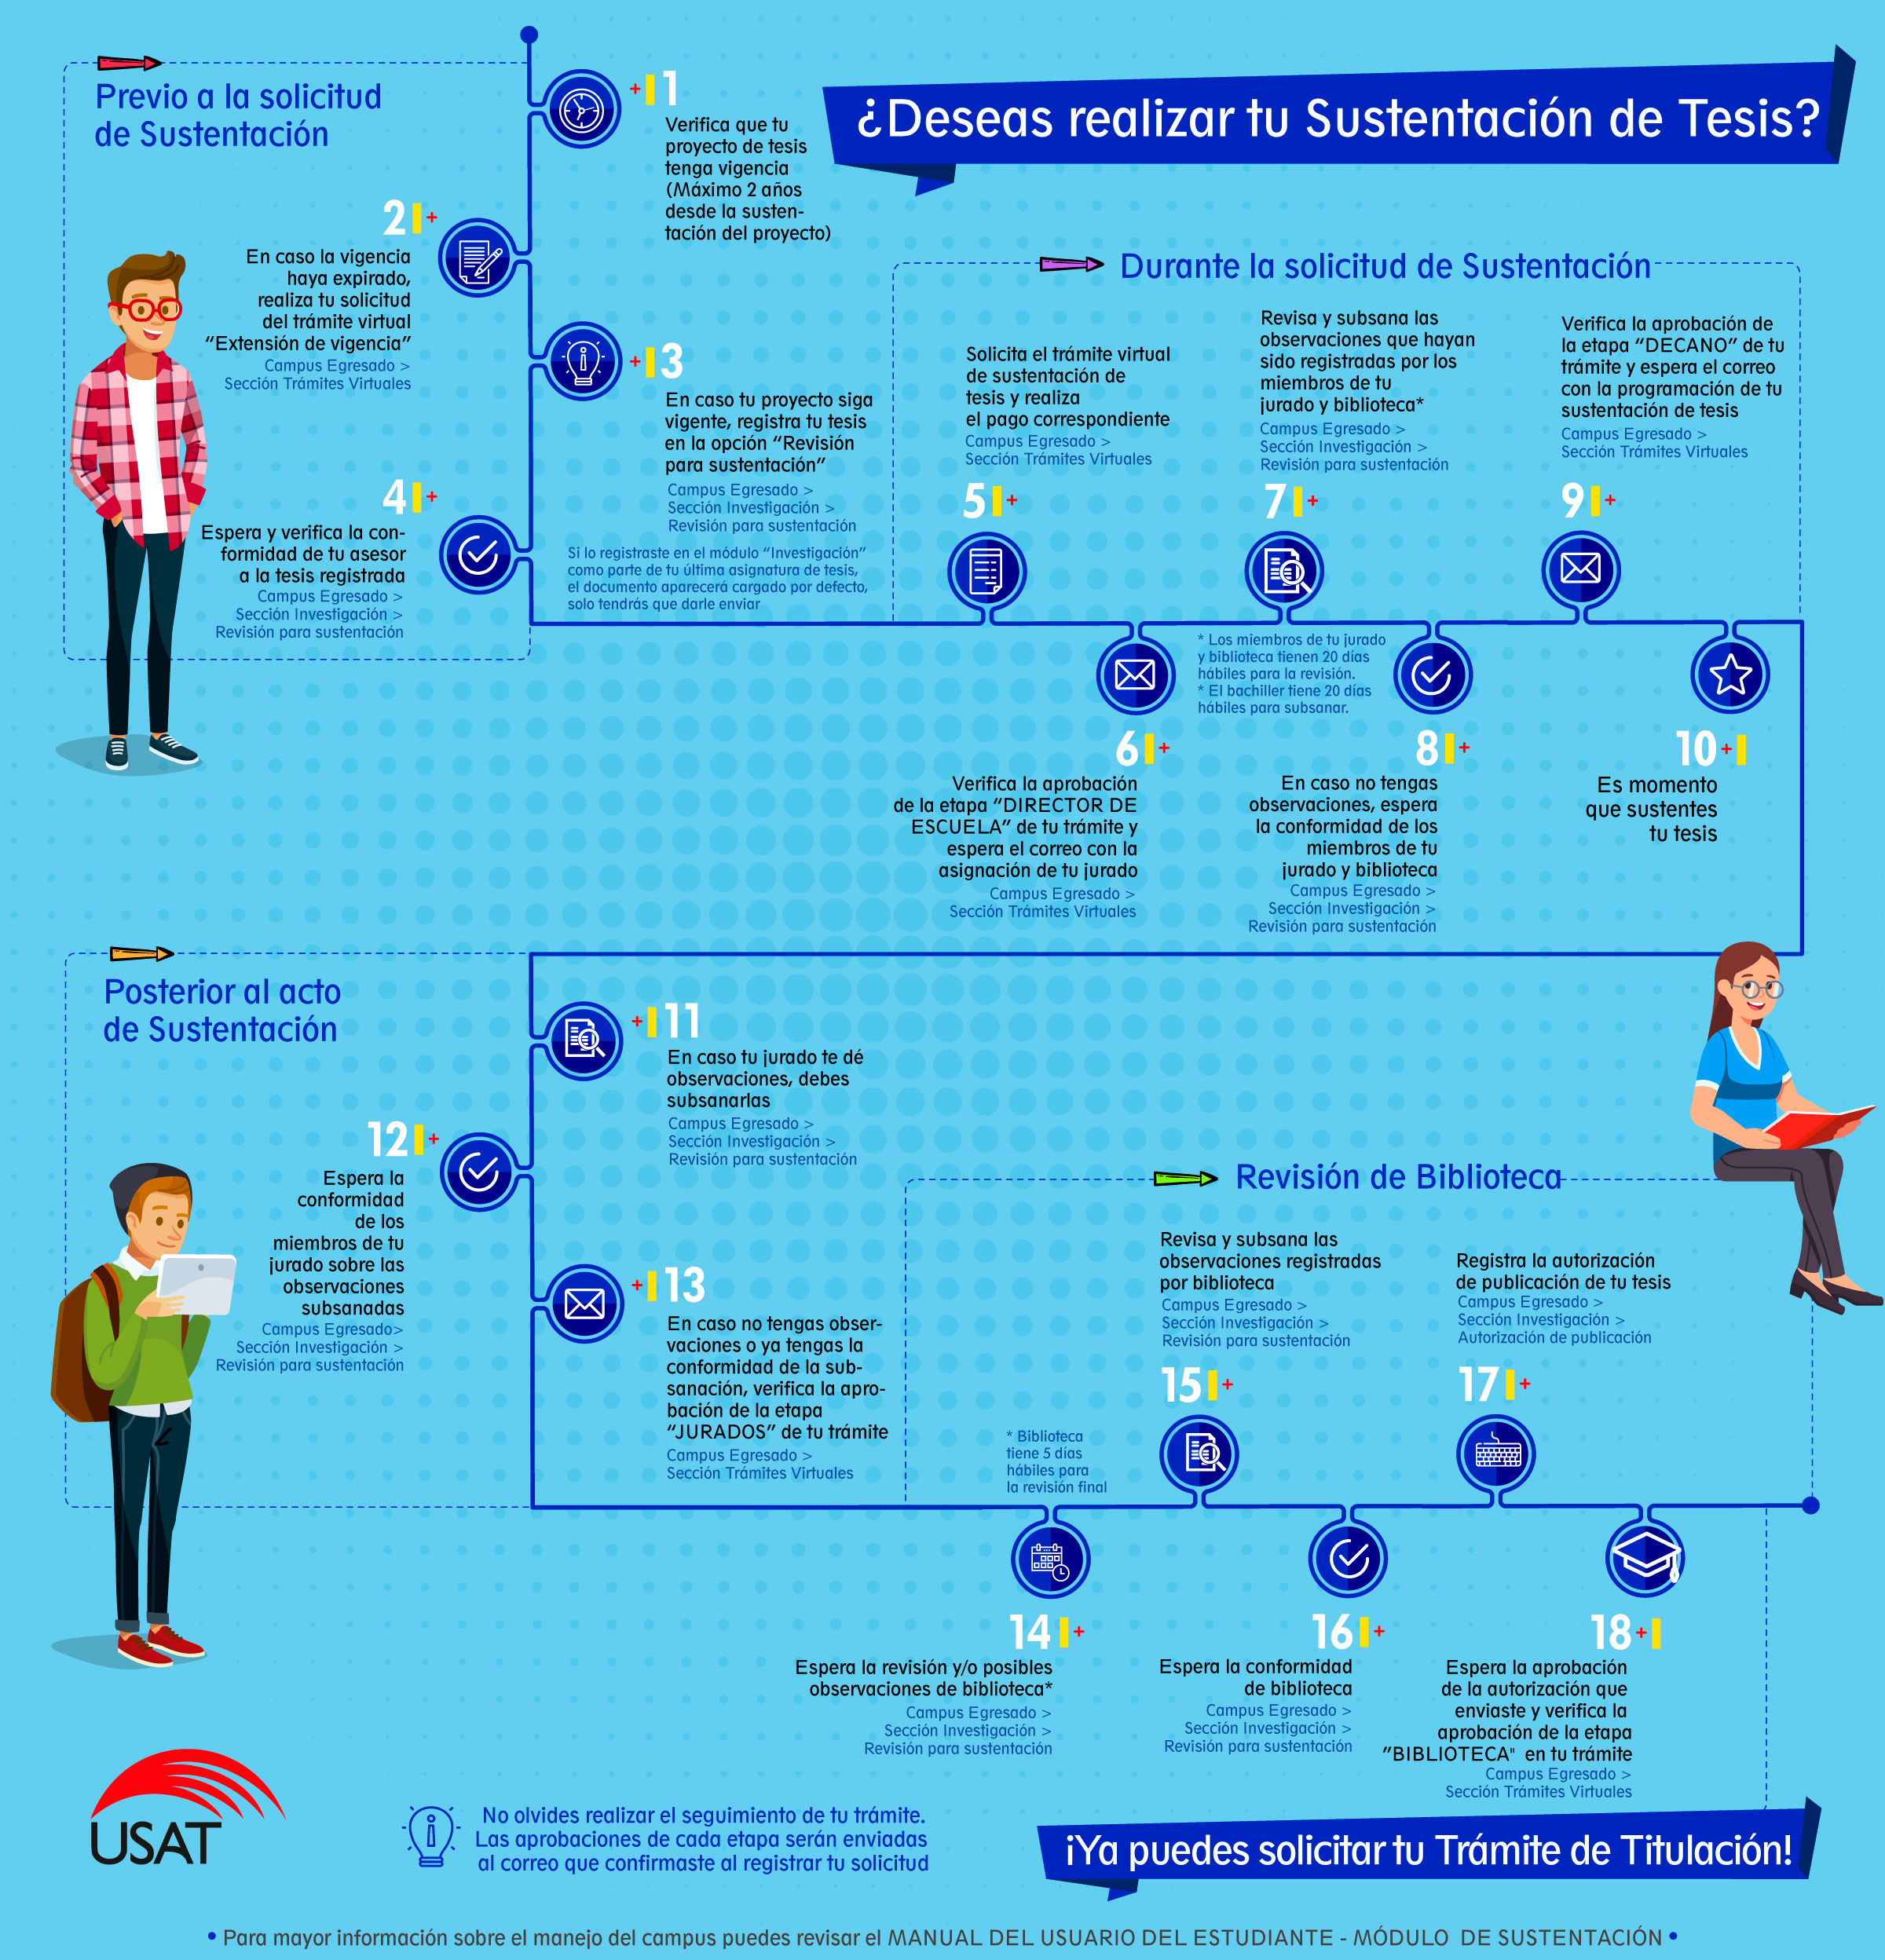 ¿Deseas realizar tu Sustentación de Tesis?
Previo a la solicitud
de Sustentación
1
Verifica que tu
proyecto de tesis
tenga vigencia
(Máximo 2 años
desde la susten-
tación del proyecto)
2
En caso la vigencia
haya expirado,
realiza tu solicitud
del trámite virtual
“Extensión de vigencia”
Campus Egresado >
Sección Trámites Virtuales
3
En caso tu proyecto siga
vigente, registra tu tesis
en la opción “Revisión
para sustentación”
Campus Egresado >
Sección Investigación >
Revisión para sustentación
Si lo registraste en el módulo “Investigación”
como parte de tu última asignatura de tesis,
el documento aparecerá cargado por defecto,
solo tendrás que darle enviar
4
Espera y verifica la con-
formidad de tu asesor
a la tesis registrada
Campus Egresado >
Sección Investigación >
Revisión para sustentación
Durante la solicitud de Sustentación
Solicita el trámite virtual
de sustentación de
tesis y realiza
el pago correspondiente
Campus Egresado >
Sección Trámites Virtuales
5
6
Verifica la aprobación
de la etapa “DIRECTOR DE
ESCUELA” de tu trámite y
espera el correo con la
asignación de tu jurado
Campus Egresado >
Sección Trámites Virtuales
Revisa y subsana las
observaciones que hayan
sido registradas por los
miembros de tu
jurado y biblioteca*
Campus Egresado >
Sección Investigación >
Revisión para sustentación
7
* Los miembros de tu jurado
y biblioteca tienen 20 días
hábiles para la revisión.
* El bachiller tiene 20 días
hábiles para subsanar.
8
En caso no tengas
observaciones, espera
la conformidad de los
miembros de tu
jurado y biblioteca
Campus Egresado >
Sección Investigación >
Revisión para sustentación
Verifica la aprobación de
la etapa “DECANO” de tu
trámite y espera el correo
con la programación de tu
sustentación de tesis
Campus Egresado >
Sección Trámites Virtuales
9
10
Es momento
que sustentes
tu tesis
Posterior al acto
de Sustentación
11
En caso tu jurado te dé
observaciones, debes
subsanarlas
Campus Egresado >
Sección Investigación >
Revisión para sustentación
12
Espera la
conformidad
de los
miembros de tu
jurado sobre las
observaciones
subsanadas
Campus Egresado>
Sección Investigación >
Revisión para sustentación
13
En caso no tengas obser-
vaciones o ya tengas la
conformidad de la sub-
sanación, verifica la apro-
bación de la etapa
“JURADOS” de tu trámite
Campus Egresado >
Sección Trámites Virtuales
Revisión de Biblioteca
* Biblioteca
tiene 5 días
hábiles para
la revisión final
14
Espera la revisión y/o posibles
observaciones de biblioteca*
Campus Egresado >
Sección Investigación >
Revisión para sustentación
Revisa y subsana las
observaciones registradas
por biblioteca
Campus Egresado >
Sección Investigación >
Revisión para sustentación
15
16
Espera la conformidad
de biblioteca
Campus Egresado >
Sección Investigación >
Revisión para sustentación
Registra la autorización
de publicación de tu tesis
Campus Egresado >
Sección Investigación >
Autorización de publicación
17
18
Espera la aprobación
de la autorización que
enviaste y verifica la
aprobación de la etapa
“BIBLIOTECA" en tu trámite
Campus Egresado >
Sección Trámites Virtuales
USAT
No olvides realizar el seguimiento de tu trámite.
Las aprobaciones de cada etapa serán enviadas
al correo que confirmaste al registrar tu solicitud
¡Ya puedes solicitar tu Trámite de Titulación!
• Para mayor información sobre el manejo del campus puedes revisar el MANUAL DEL USUARIO DEL ESTUDIANTE - MÓDULO DE SUSTENTACIÓN •